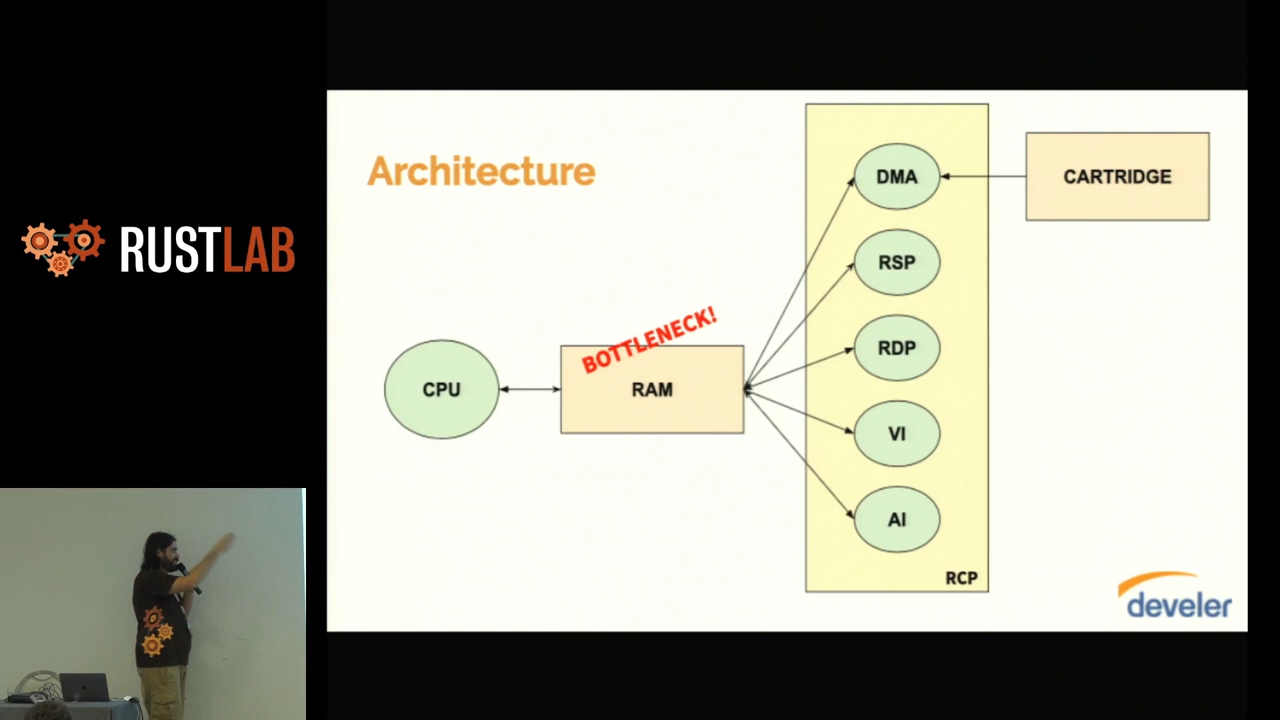 RUSTLAB
Architecture
DMA
CARTRIDGE
RSP
BOTTLENECK!
RDP
CPU
RAM
VI
AI
RCP
develer